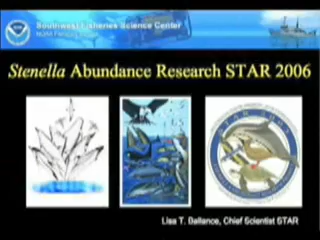 Southwest Fisheries Science Center
Stenella Abundance Research STAR 2006
Lisa T. Ballance, Chief Scientist STAR